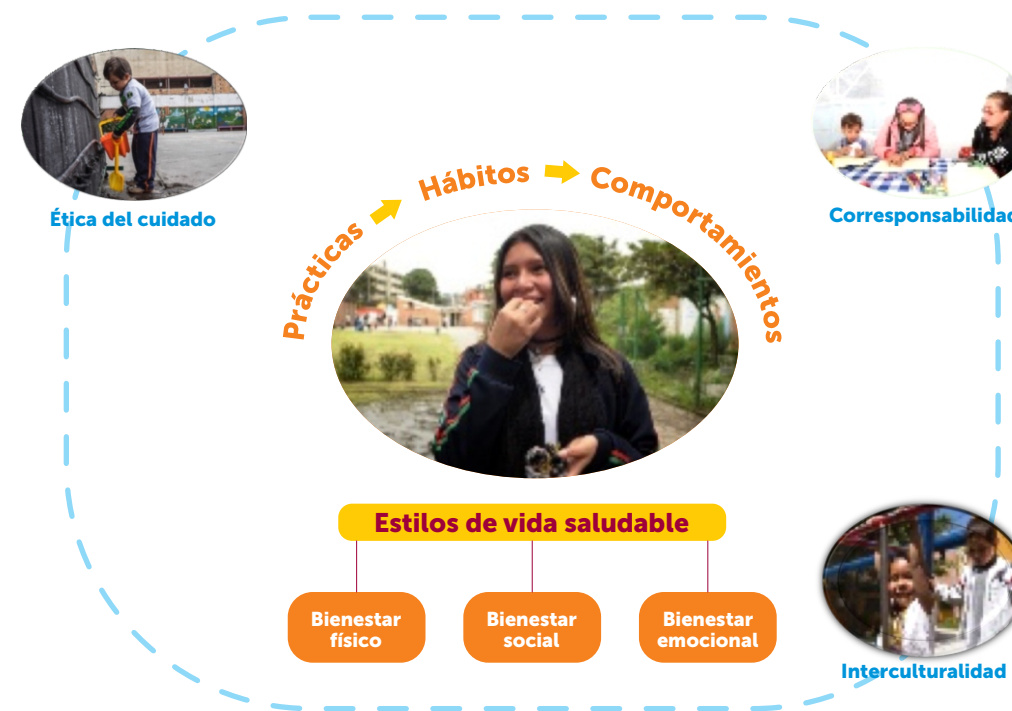 Prácticas
Hábitos
Comportamientos
Ética del cuidado
Corresponsabilidad
Estilos de vida saludable
Bienestar
físico
Bienestar
social
Bienestar
emocional
Interculturalidad